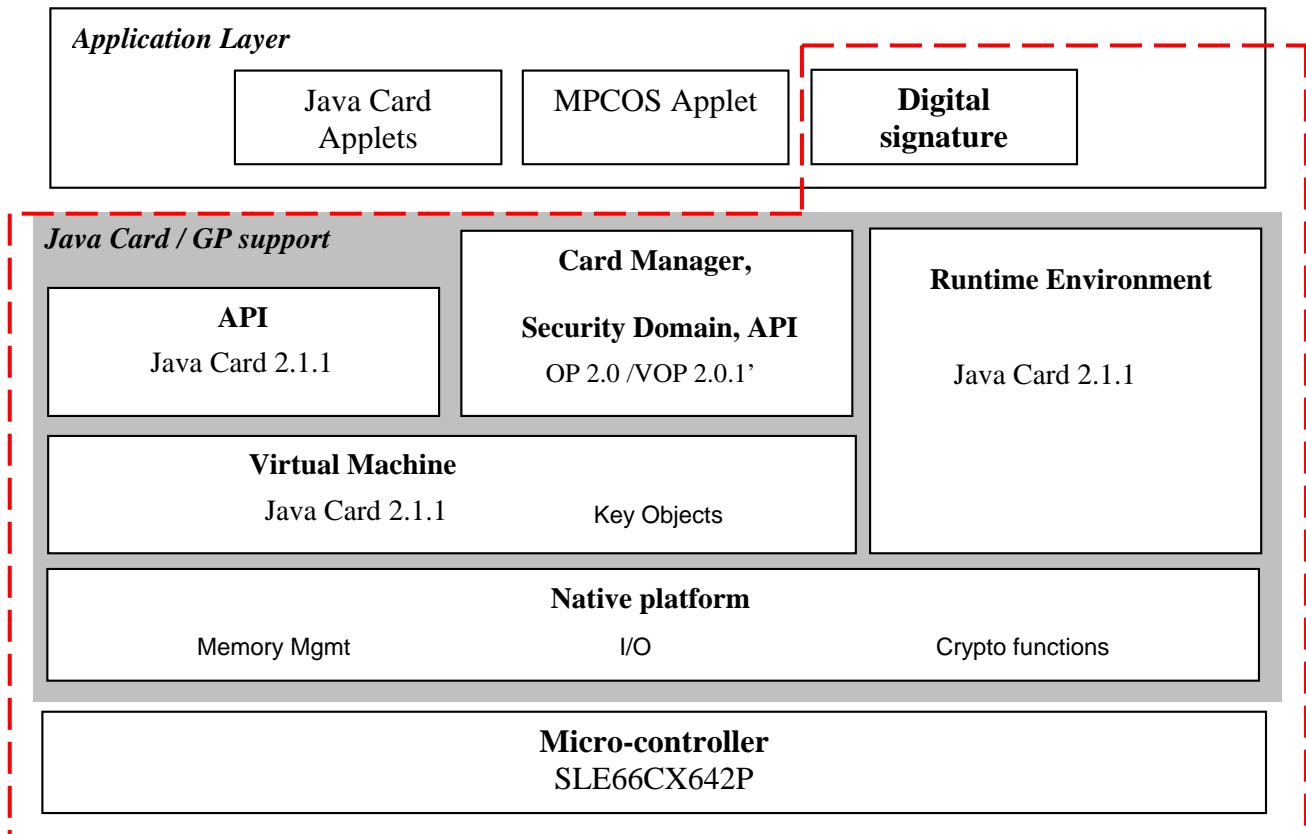 Application Layer
Java Card
Applets
MPCOS Applet
Digital
signature
Java Card / GP support
API
Java Card 2.1.1
Card Manager,
Security Domain, API
OP 2.0 /VOP 2.0.1’
Runtime Environment
Java Card 2.1.1
Virtual Machine
Java Card 2.1.1 Key Objects
Native platform
Memory Mgmt I/O Crypto functions
Micro-controller
SLE66CX642P